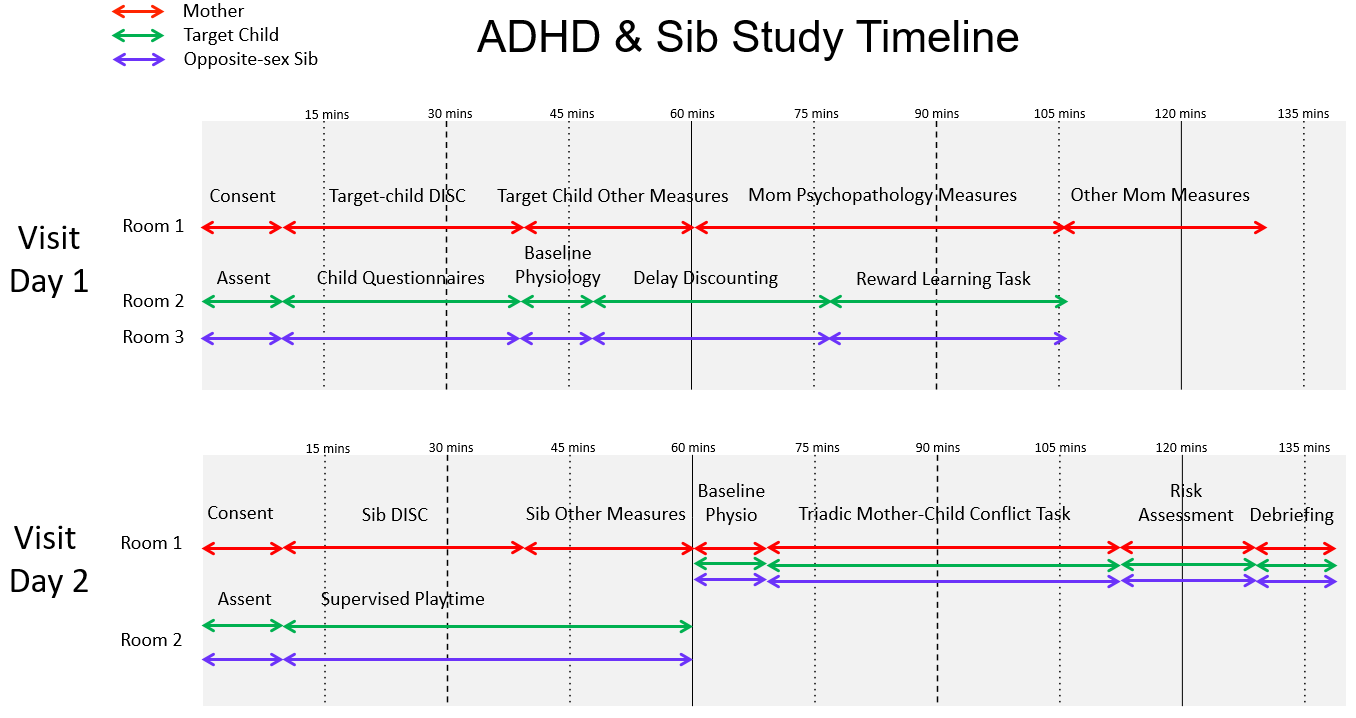 Mother
Target Child
Opposite-sex Sib
ADHD & Sib Study Timeline
15 mins 30 mins 45 mins 60 mins 75 mins 90 mins 105 mins 120 mins 135 mins
Consent Target-child DISC Target Child Other Measures Mom Psychopathology Measures Other Mom Measures
Room 1
Visit
Day 1
Baseline
Assent Child Questionnaires Physiology Delay Discounting Reward Learning Task
Room 2
Room 3
15 mins 30 mins 45 mins 60 mins 75 mins 90 mins 105 mins 120 mins 135 mins
Baseline Risk
Consent Sib DISC Sib Other Measures Physio Triadic Mother-Child Conflict Task Assessment Debriefing
Room 1
Visit
Day 2
Assent Supervised Playtime
Room 2